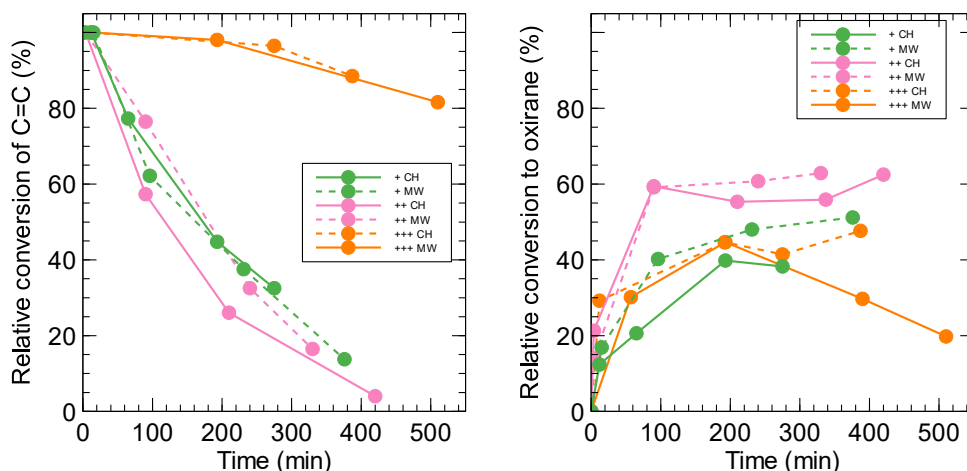 Relative conversion of C=C (%)
80
60
40
20
0
0 100 200 300 400 500
Time (min)
+ CH
+ MW
++ CH
++ MW
+++ CH
+++ MW
Relative conversion to oxirane (%)
80
60
40
20
0
0 100 200 300 400 500
Time (min)
+ CH
+ MW
++ CH
++ MW
+++ CH
+++ MW